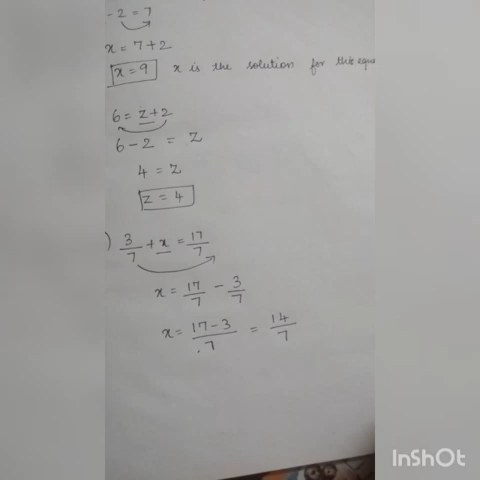 - 2 = 7
x = 7 + 2
x = 9 x is the solution for the equa
6 = z + 2
6 - 2 = z
4 = z
z = 4
) 3/7 + x = 17/7
x = 17/7 - 3/7
x = 17-3/7 = 14/7
InShOt